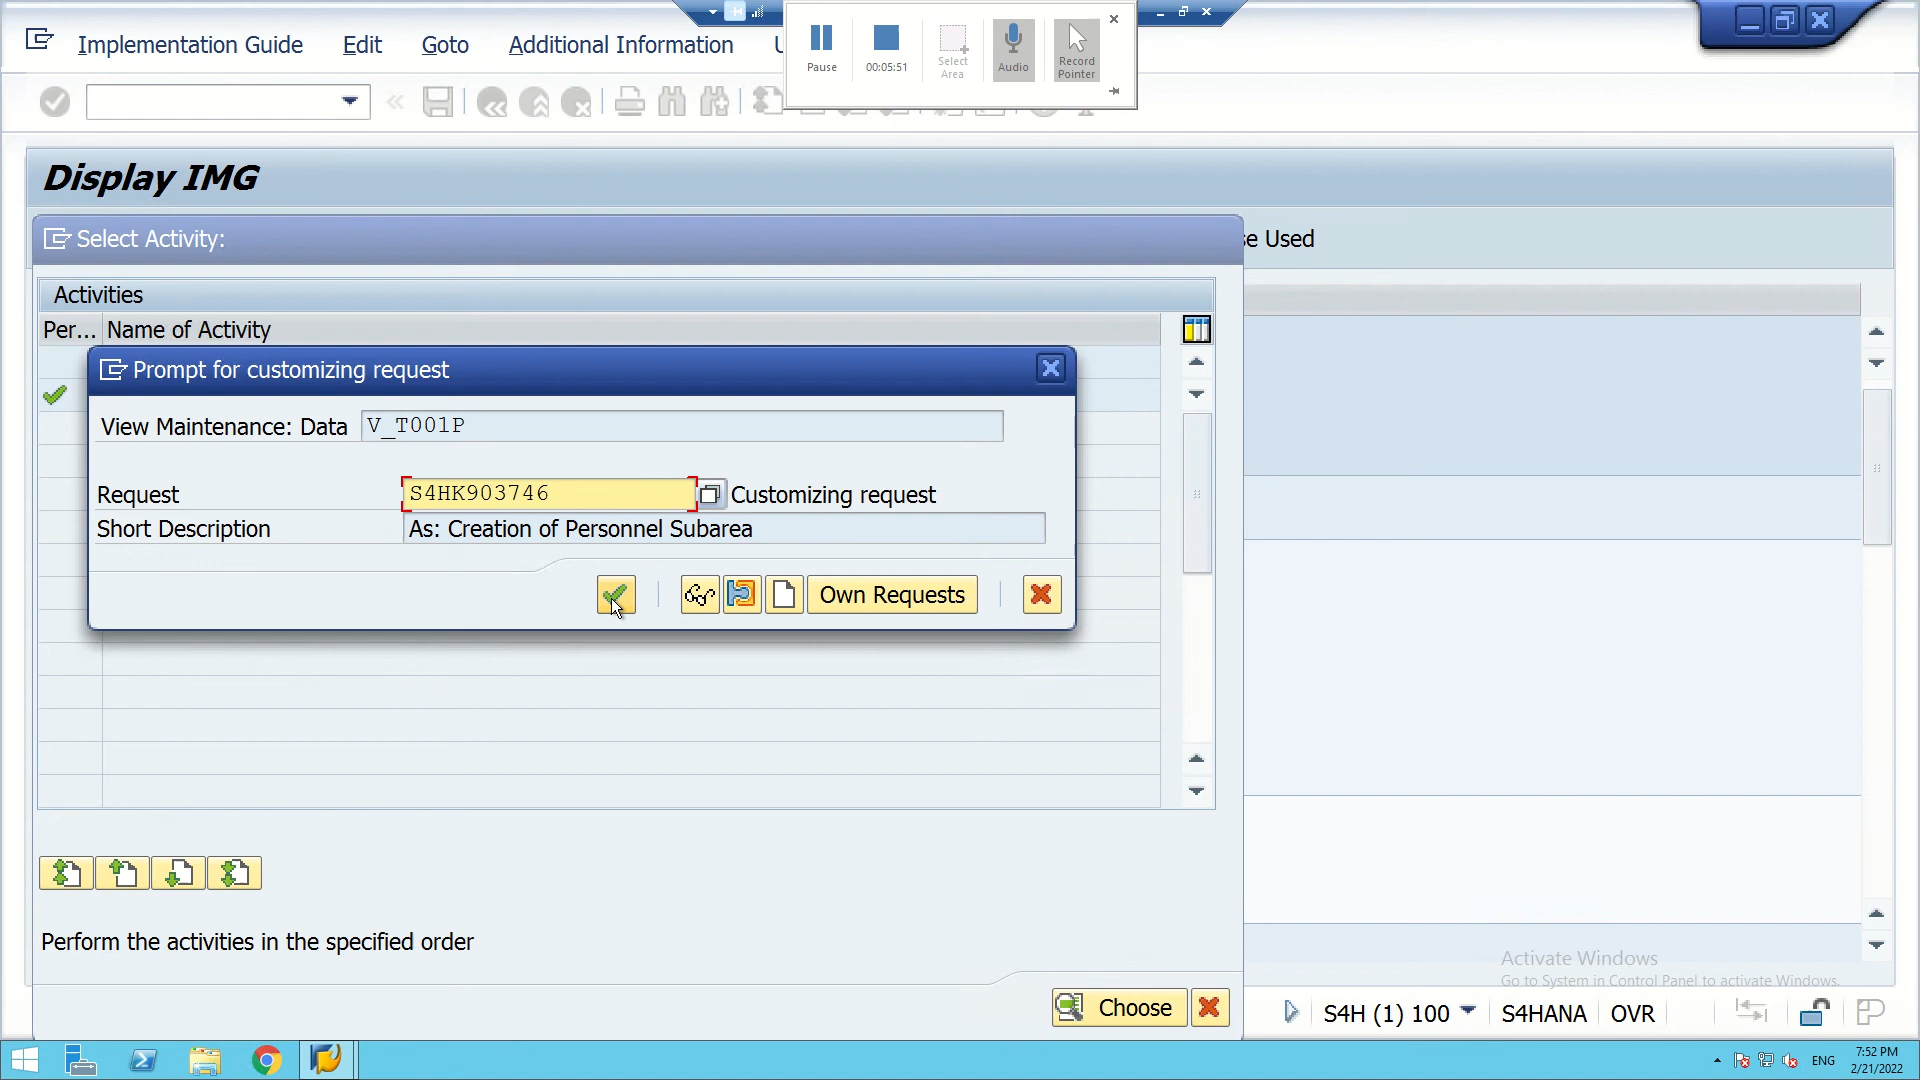 Implementation Guide Edit Goto Additional Information
Pause 00:05:51 Select Area Audio Record Pointer
Display IMG
Select Activity:
se Used
Activities
Per... Name of Activity
Prompt for customizing request
View Maintenance: Data V_T001P
Request S4HK903746 Customizing request
Short Description As: Creation of Personnel Subarea
Own Requests
Perform the activities in the specified order
Activate Windows
Go to System in Control Panel to activate Windows.
Choose
S4H (1) 100 S4HANA OVR
ENG 7:52 PM
2/21/2022